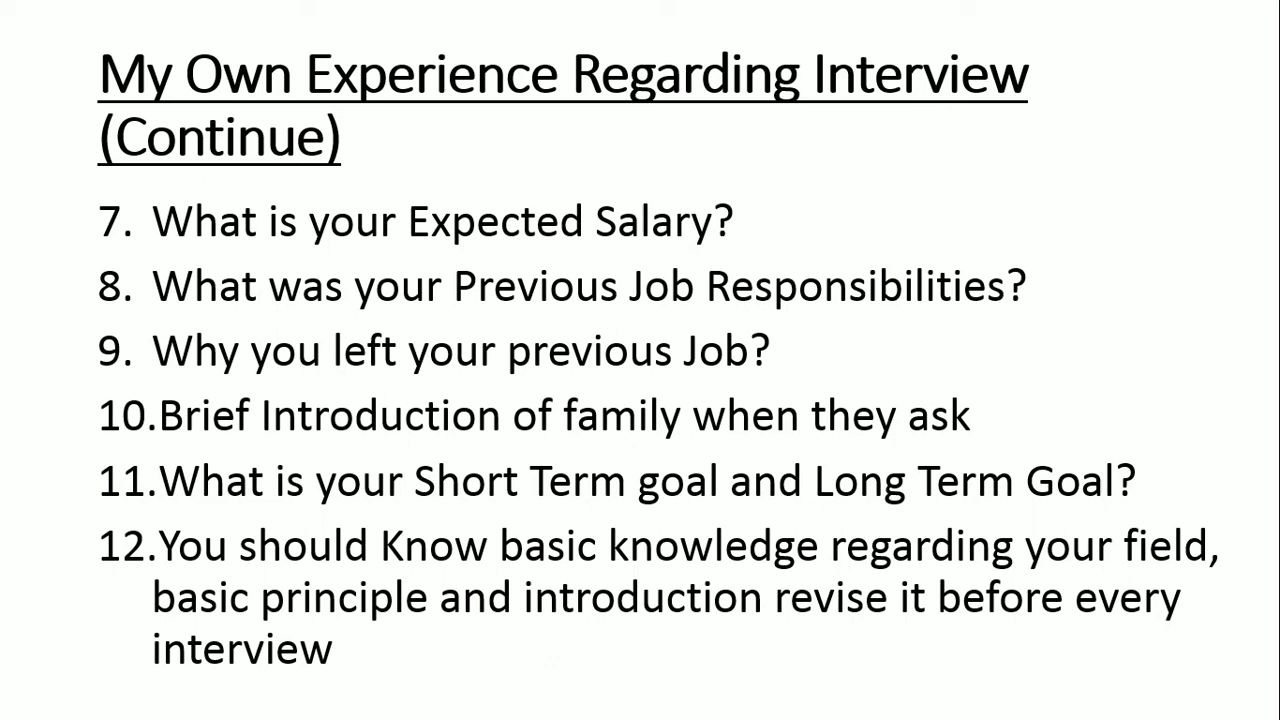 My Own Experience Regarding Interview
(Continue)
7. What is your Expected Salary?
8. What was your Previous Job Responsibilities?
9. Why you left your previous Job?
10.Brief Introduction of family when they ask
11.What is your Short Term goal and Long Term Goal?
12.You should Know basic knowledge regarding your field,
basic principle and introduction revise it before every
interview